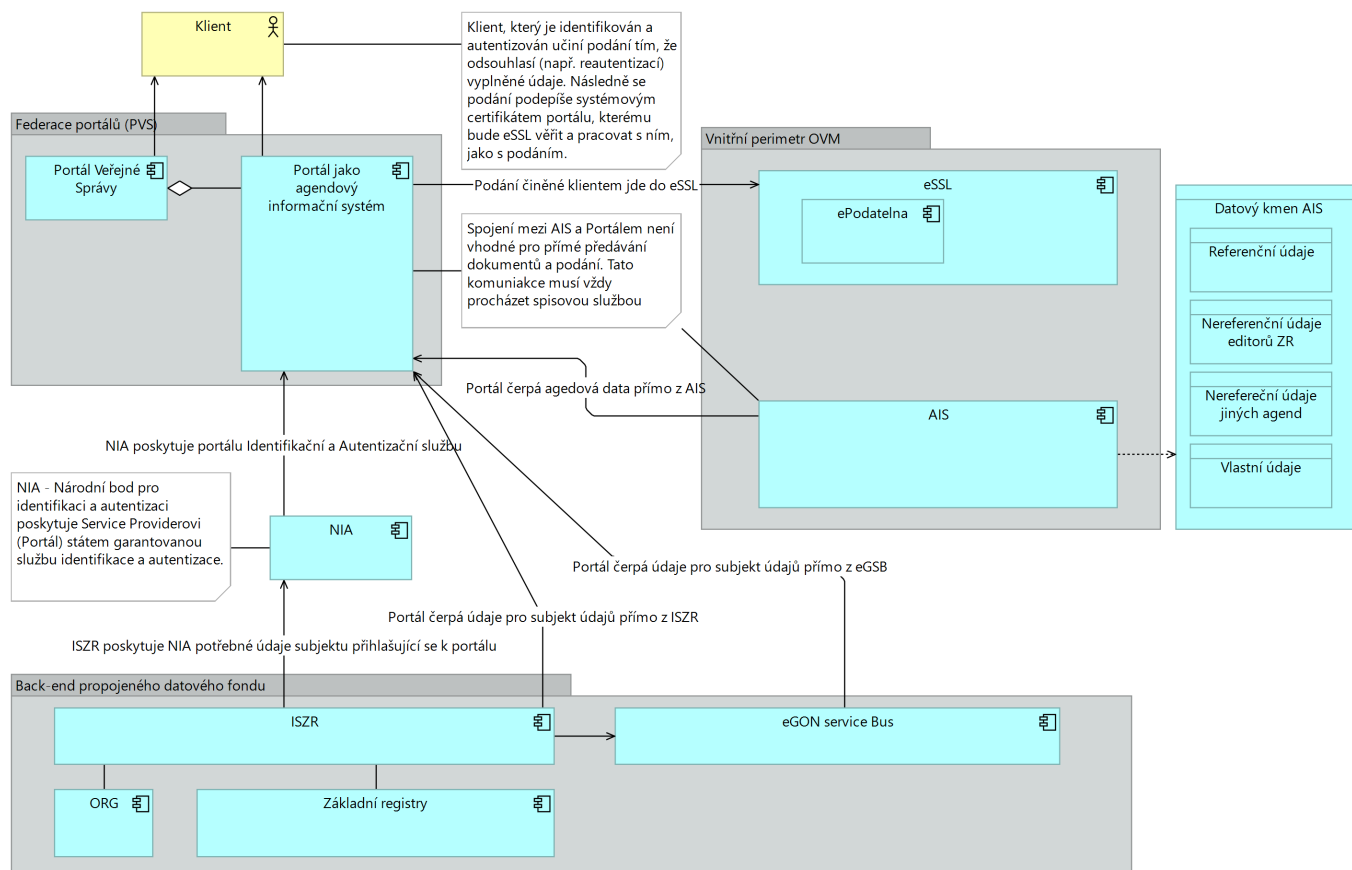 Klient
Klient, který je identifikován a
autentizován učiní podání tím, že
odsouhlasí (např. reautentizací)
vyplněné údaje. Následně se
podání podepíše systémovým
certifikátem portálu, kterému
bude eSSL věřit a pracovat s ním,
jako s podáním.
Federace portálů (PVS)
Portál Veřejné
Správy
Portál jako
agendový
informační systém
Podání činěné klientem jde do eSSL
Vnitřní perimetr OVM
eSSL
ePodatelna
Datový kmen AIS
Referenční údaje
Nereferenční údaje
editorů ZR
Nerefereční údaje
jiných agend
Vlastní údaje
Spojení mezi AIS a Portálem není
vhodné pro přímé předávání
dokumentů a podání. Tato
komuniakce musí vždy
procházet spisovou službou
Portál čerpá agedová data přímo z AIS
AIS
NIA poskytuje portálu Identifikační a Autentizační službu
NIA - Národní bod pro
identifikaci a autentizaci
poskytuje Service Providerovi
(Portál) státem garantovanou
službu identifikace a autentizace.
NIA
Portál čerpá údaje pro subjekt údajů přímo z eGSB
Portál čerpá údaje pro subjekt údajů přímo z ISZR
ISZR poskytuje NIA potřebné údaje subjektu přihlašující se k portálu
Back-end propojeného datového fondu
ISZR
eGON service Bus
ORG
Základní registry